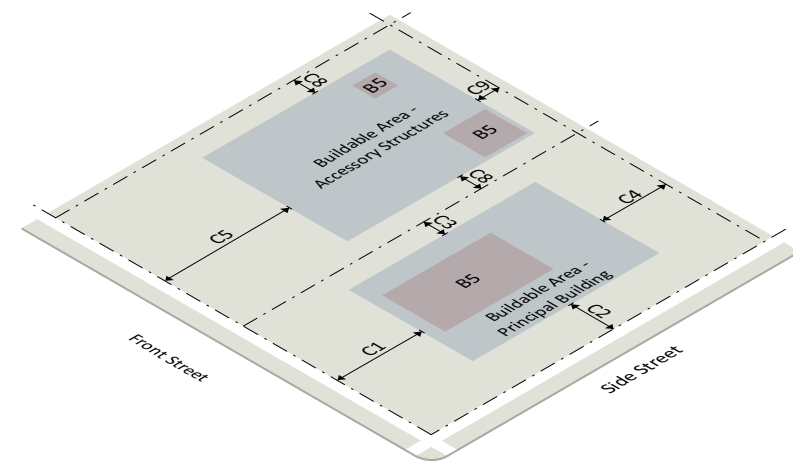 C8
B5
C9
Buildable Area -
Accessory Structures
B5
C8
C4
C5
C3
B5
Buildable Area -
Principal Building
C2
C1
Front Street
Side Street